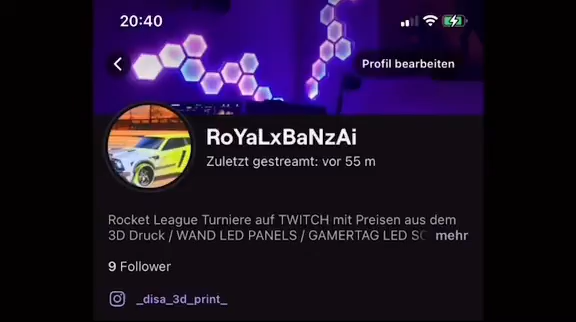 20:40
Profil bearbeiten
RoYaLxBaNzAi
Zuletzt gestreamt: vor 55 m
Rocket League Turniere auf TWITCH mit Preisen aus dem
3D Druck / WAND LED PANELS / GAMERTAG LED mehr
9 Follower
_disa_3d_print_